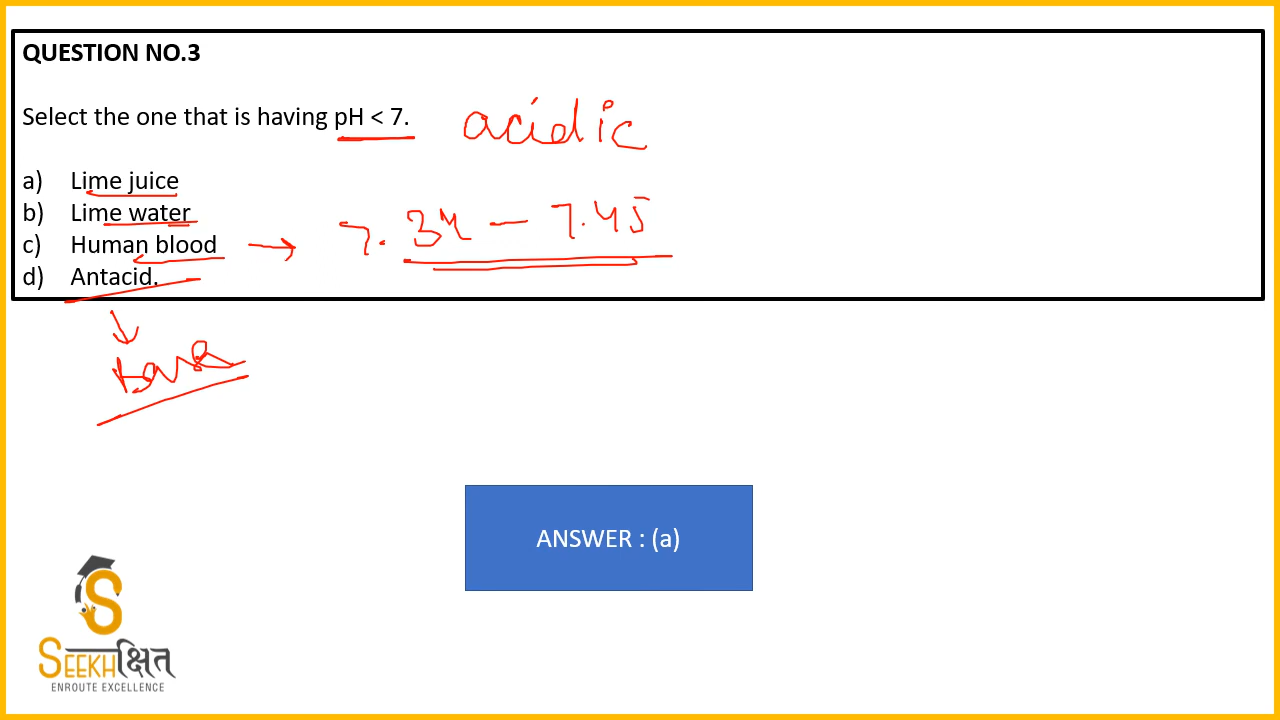 QUESTION NO.3
Select the one that is having pH < 7. acidic
a) Lime juice
b) Lime water
c) Human blood → 7. – 7.45
d) Antacid.
↓
ANSWER : (a)
S
SEEKHक्षित
ENROUTE EXCELLENCE